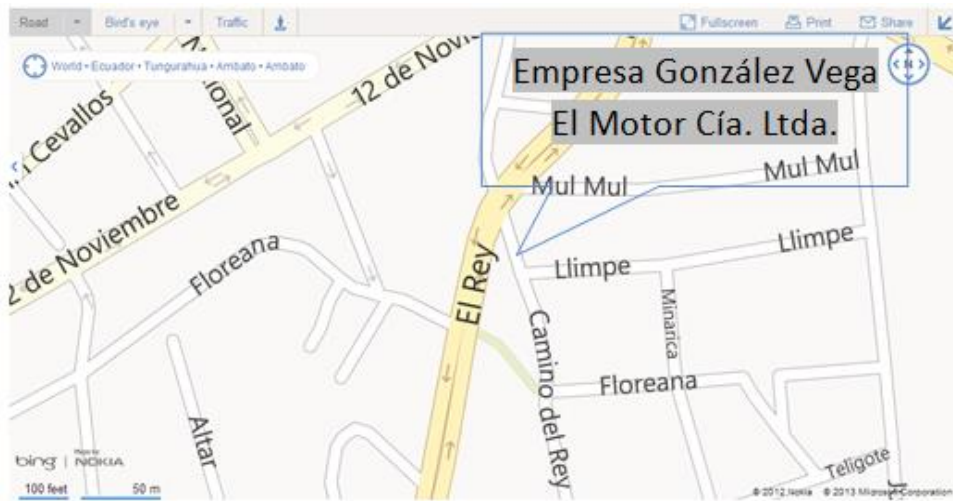 Road Bird's eye Traffic Fullscreen Print Share
World • Ecuador • Tungurahua • Ambato • Ambato
Empresa González Vega
El Motor Cía. Ltda.
12 de Noviembre
Cevallos
Mul Mul
Mul Mul
2 de Noviembre
Floreana
El Rey
Llimpe
Llimpe
Minarica
Camino del Rey
Floreana
Altar
Teligote
bing | Maps by NOKIA
100 feet 50 m
© 2012 Nokia © 2013 Microsoft Corporation